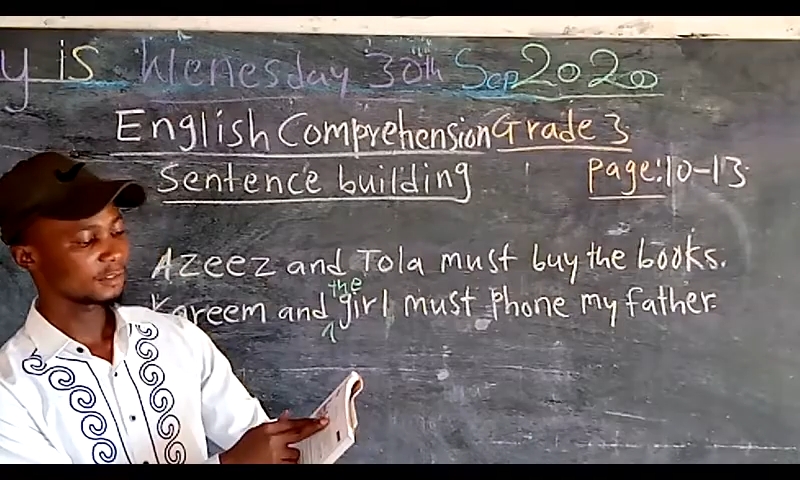 y is Wenesday 30th Sep 2020
English Comprehension Grade 3
Sentence building page: 10-13
Azeez and Tola must buy the books.
Kareem and the girl must phone my father.